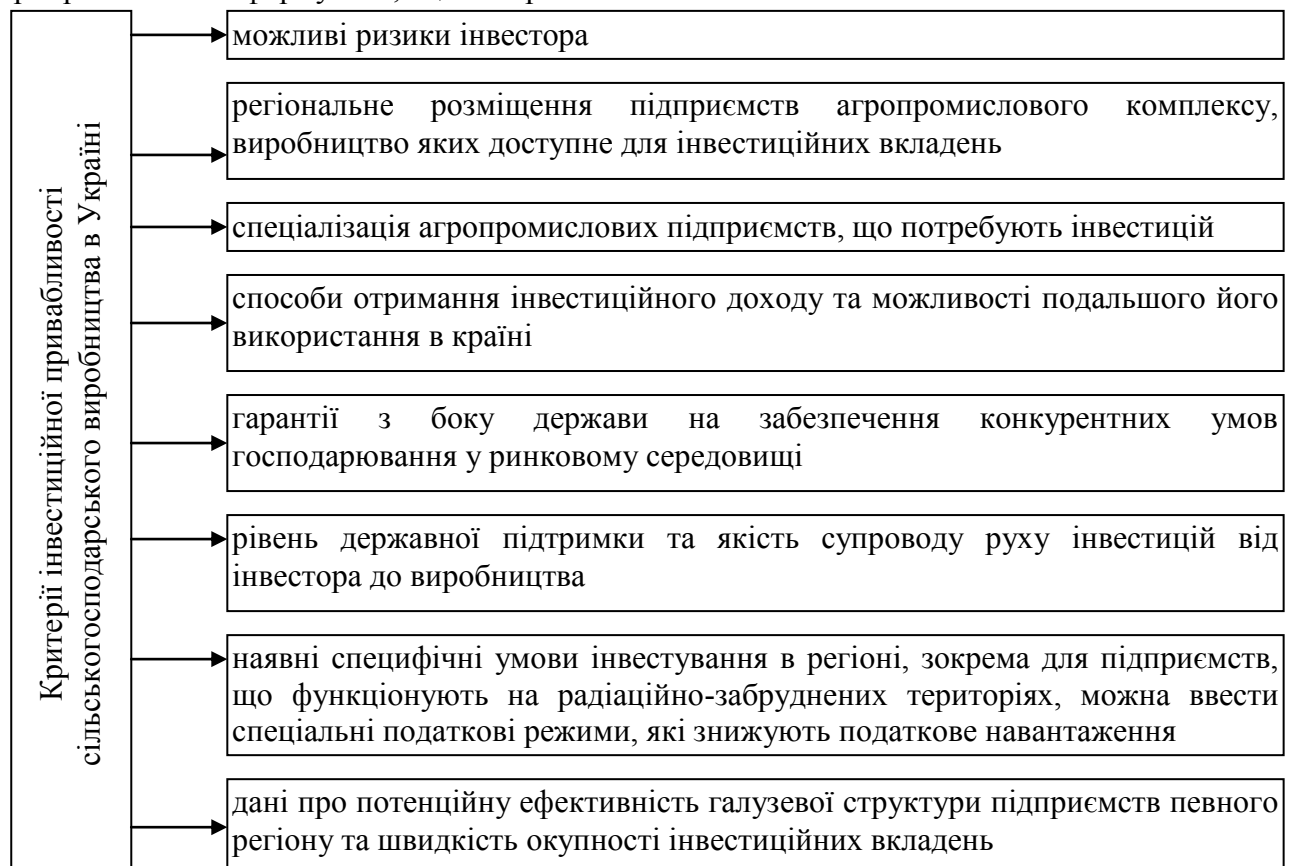 Критерії інвестиційної привабливості
сільськогосподарського виробництва в Україні
можливі ризики інвестора
регіональне розміщення підприємств агропромислового комплексу,
виробництво яких доступне для інвестиційних вкладень
спеціалізація агропромислових підприємств, що потребують інвестицій
способи отримання інвестиційного доходу та можливості подальшого його
використання в країні
гарантії з боку держави на забезпечення конкурентних умов
господарювання у ринковому середовищі
рівень державної підтримки та якість супроводу руху інвестицій від
інвестора до виробництва
наявні специфічні умови інвестування в регіоні, зокрема для підприємств,
що функціонують на радіаційно-забруднених територіях, можна ввести
спеціальні податкові режими, які знижують податкове навантаження
дані про потенційну ефективність галузевої структури підприємств певного
регіону та швидкість окупності інвестиційних вкладень